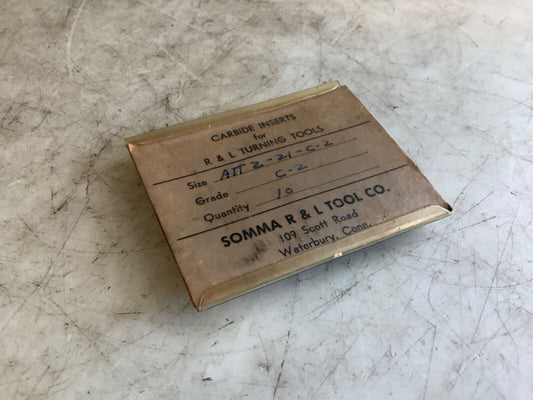 CARBIDE INSERTS
for
R & L TURNING TOOLS
Size ATT 2-21-C-2
Grade C-2
Quantity 10
SOMMA R & L TOOL CO.
109 Scott Road
Waterbury, Conn.